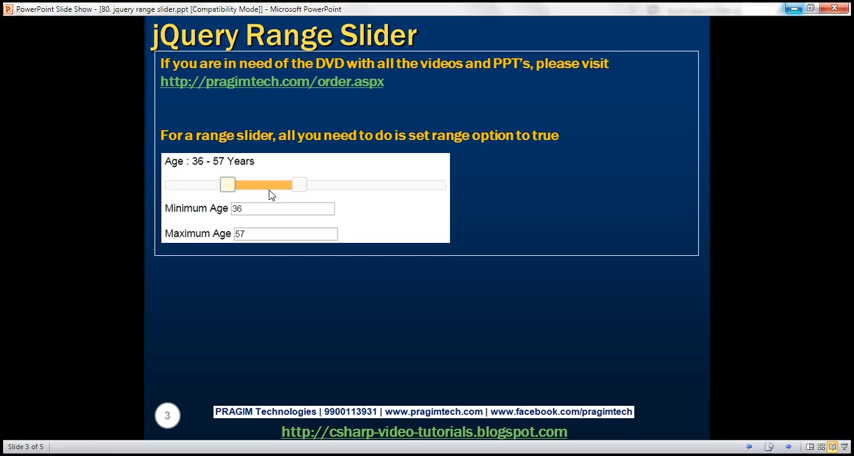 PowerPoint Slide Show - [80. jquery range slider.ppt [Compatibility Mode]] - Microsoft PowerPoint
jQuery Range Slider
If you are in need of the DVD with all the videos and PPT's, please visit
http://pragimtech.com/order.aspx
For a range slider, all you need to do is set range option to true
Age : 36 - 57 Years
Minimum Age 36
Maximum Age 57
3
PRAGIM Technologies | 9900113931 | www.pragimtech.com | www.facebook.com/pragimtech
http://csharp-video-tutorials.blogspot.com
Slide 3 of 5